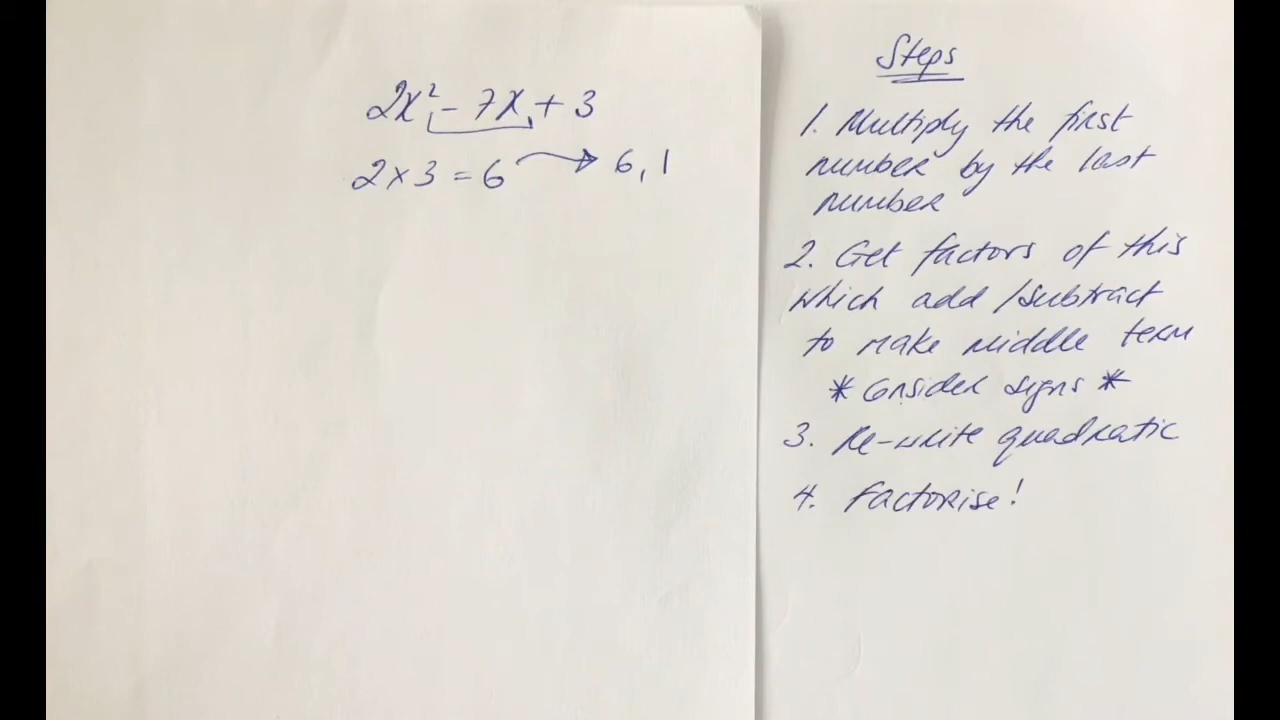 2x² - 7x + 3
2 × 3 = 6 → 6, 1
Steps
1. Multiply the first
number by the last
number
2. Get factors of this
which add /subtract
to make middle term
* Consider signs *
3. Re-write quadratic
4. Factorise!